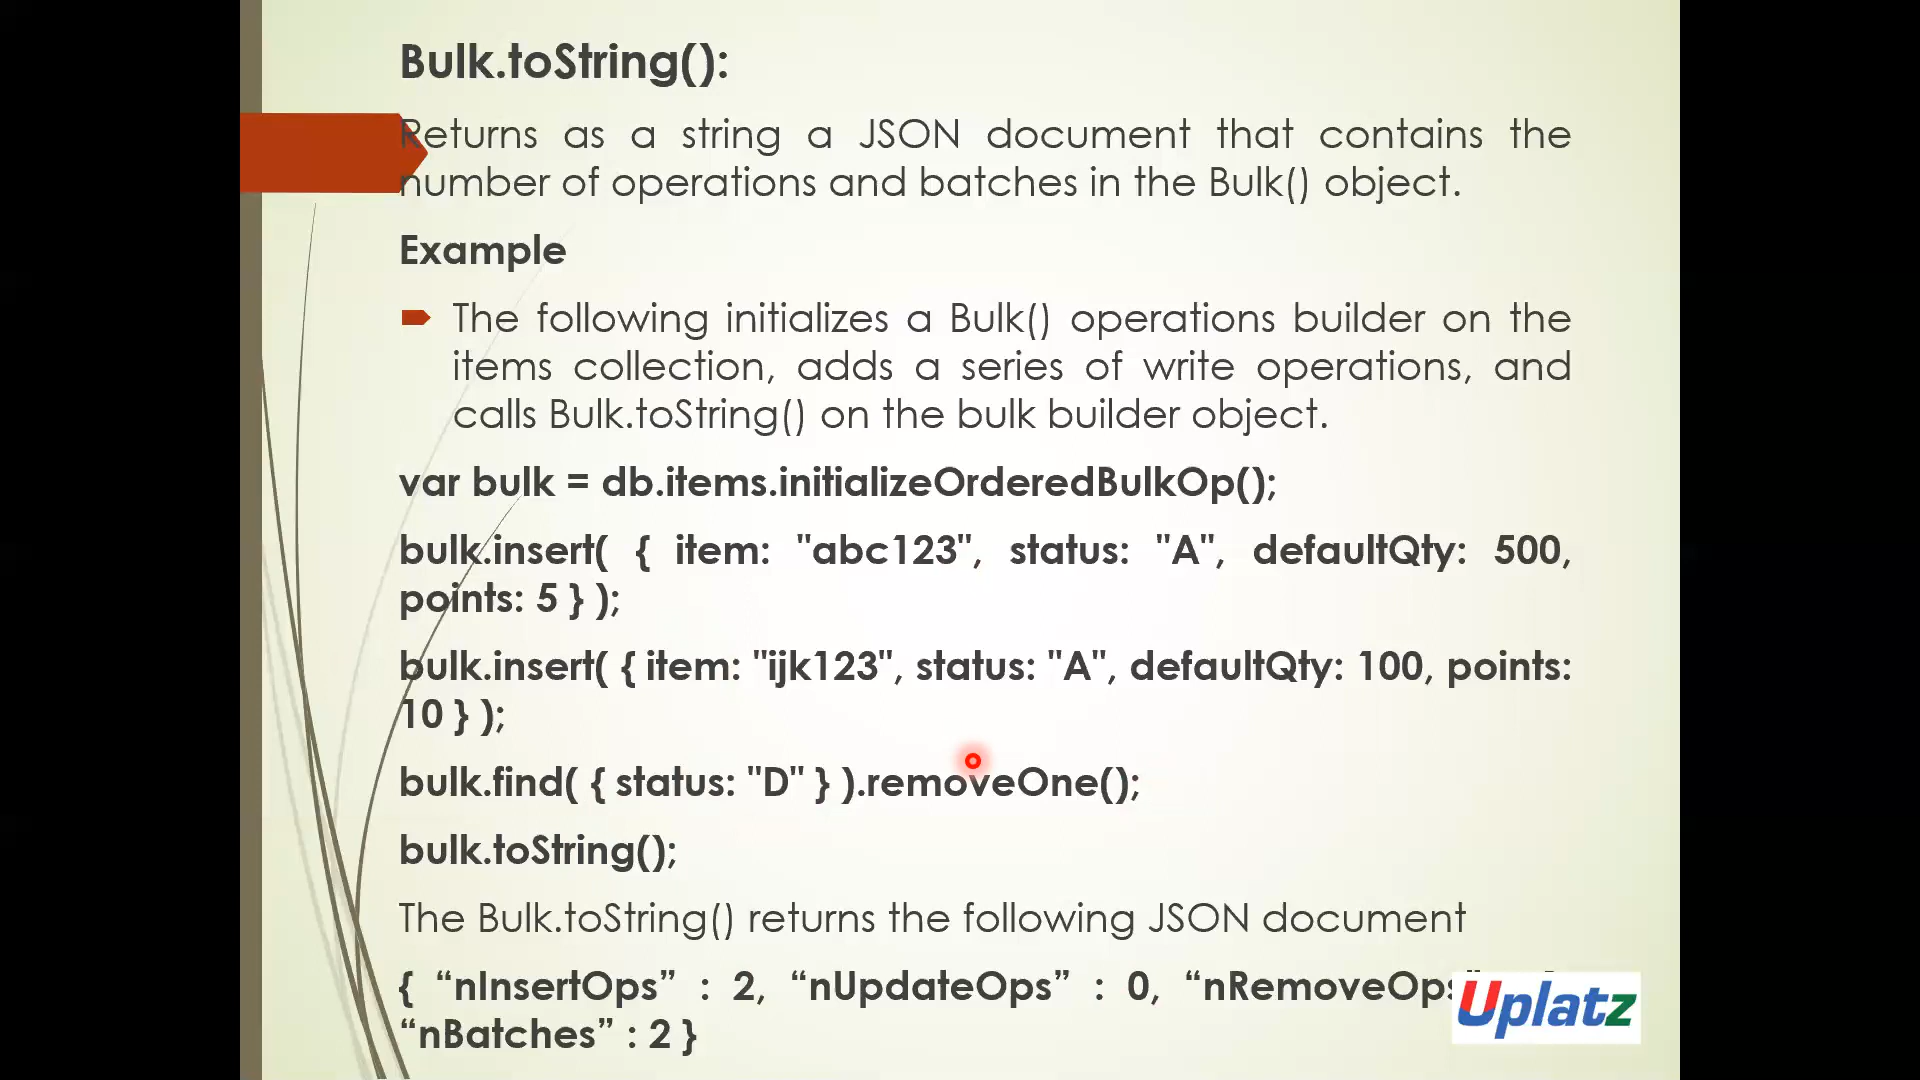 Bulk.toString():
Returns as a string a JSON document that contains the
number of operations and batches in the Bulk() object.
Example
The following initializes a Bulk() operations builder on the
items collection, adds a series of write operations, and
calls Bulk.toString() on the bulk builder object.
var bulk = db.items.initializeOrderedBulkOp();
bulk.insert( { item: "abc123", status: "A", defaultQty: 500,
points: 5 } );
bulk.insert( { item: "ijk123", status: "A", defaultQty: 100, points:
10 } );
bulk.find( { status: "D" } ).removeOne();
bulk.toString();
The Bulk.toString() returns the following JSON document
{ “nInsertOps” : 2, “nUpdateOps” : 0, “nRemoveOps”
“nBatches” : 2 }
Uplatz